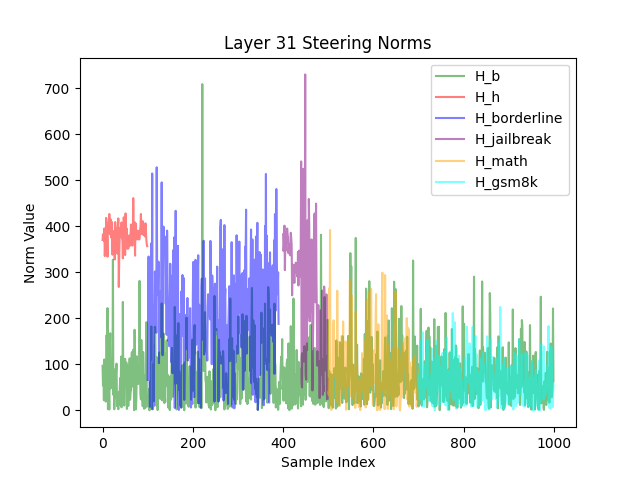 Layer 31 Steering Norms
Norm Value
700
600
500
400
300
200
100
0
0
200
400
600
800
1000
Sample Index
H_b
H_h
H_borderline
H_jailbreak
H_math
H_gsm8k